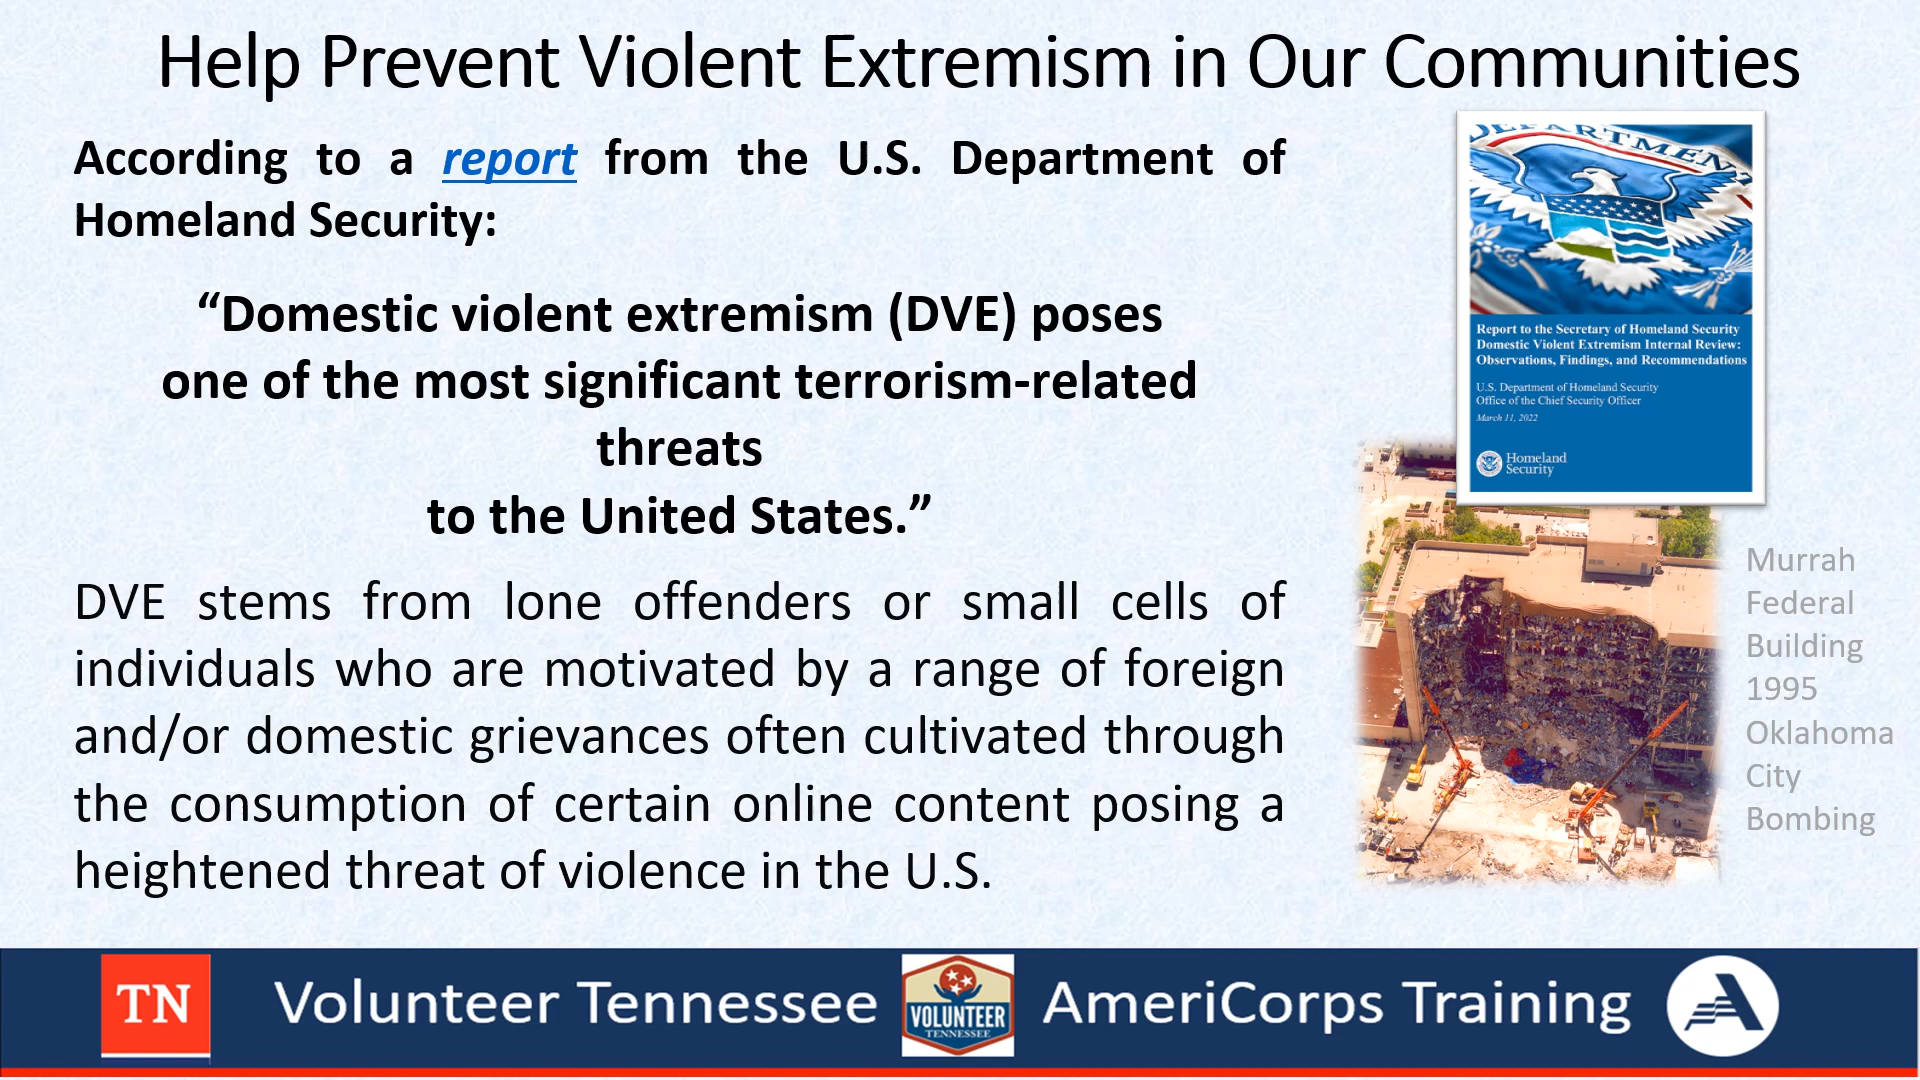 Help Prevent Violent Extremism in Our Communities
According to a report from the U.S. Department of
Homeland Security:
“Domestic violent extremism (DVE) poses
one of the most significant terrorism-related
threats
to the United States.”
DVE stems from lone offenders or small cells of
individuals who are motivated by a range of foreign
and/or domestic grievances often cultivated through
the consumption of certain online content posing a
heightened threat of violence in the U.S.
DEPARTMEN
Report to the Secretary of Homeland Security
Domestic Violent Extremism Internal Review:
Observations, Findings, and Recommendations
U.S. Department of Homeland Security
Office of the Chief Security Officer
March 11, 2022
Homeland
Security
Murrah
Federal
Building
1995
Oklahoma
City
Bombing
TN
Volunteer Tennessee
VOLUNTEER
TENNESSEE
AmeriCorps Training